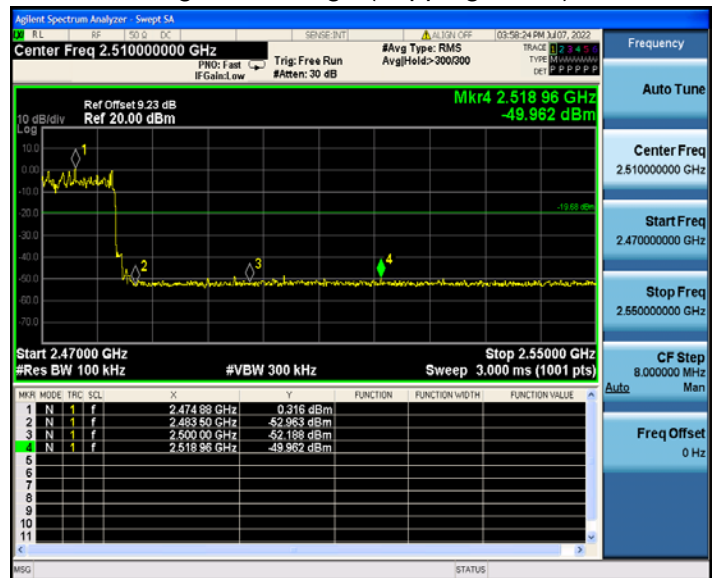 Agilent Spectrum Analyzer - Swept SA
RL RF 50 Ω DC SENSE:INT ALIGN OFF 03:58:24 PM Jul 07, 2022
Center Freq 2.510000000 GHz #Avg Type: RMS TRACE 1 2 3 4 5 6
PNO: Fast Trig: Free Run Avg|Hold:>300/300 TYPE
IFGain:Low #Atten: 30 dB DET P P P P P P
Mkr4 2.518 96 GHz
Ref Offset 9.23 dB
10 dB/div Ref 20.00 dBm -49.962 dBm
Log
10.0
1
0.00
-10.0
-19.68 dBm
-20.0
-30.0
-40.0
2 3 4
-50.0
-60.0
-70.0
Start 2.47000 GHz Stop 2.55000 GHz
#Res BW 100 kHz #VBW 300 kHz Sweep 3.000 ms (1001 pts)
MKR MODE TRC SCL X Y FUNCTION FUNCTION WIDTH FUNCTION VALUE
1 N 1 f 2.474 88 GHz 0.316 dBm
2 N 1 f 2.483 50 GHz -52.963 dBm
3 N 1 f 2.500 00 GHz -52.188 dBm
4 N 1 f 2.518 96 GHz -49.962 dBm
5
6
7
8
9
10
11
MSG STATUS
Frequency
Auto Tune
Center Freq
2.510000000 GHz
Start Freq
2.470000000 GHz
Stop Freq
2.550000000 GHz
CF Step
8.000000 MHz
Auto Man
Freq Offset
0 Hz